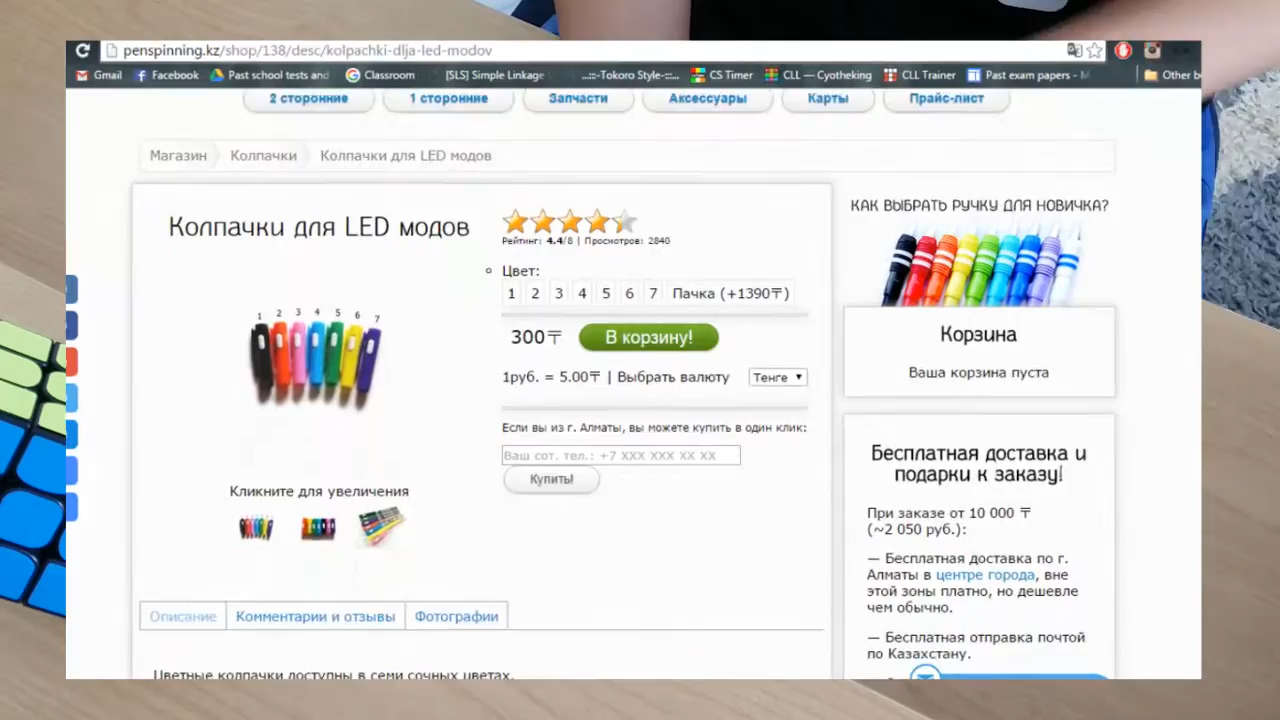 penspinning.kz/shop/138/desc/kolpachki-dlja-led-modov
Gmail Facebook Past school tests and Classroom [SLS] Simple Linkage ...::-Tokoro Style-::... CS Timer CLL — Cyotheking CLL Trainer Past exam papers - M Other b
2 сторонние 1 сторонние Запчасти Аксессуары Карты Прайс-лист
Магазин Колпачки Колпачки для LED модов
Колпачки для LED модов
Рейтинг: 4.4/8 | Просмотров: 2840
Цвет:
1 2 3 4 5 6 7 Пачка (+1390₸)
300₸ В корзину!
1руб. = 5.00₸ | Выбрать валюту Тенге
Если вы из г. Алматы, вы можете купить в один клик:
Ваш сот. тел.: +7 XXX XXX XX XX
Купить!
1 2 3 4 5 6 7
Кликните для увеличения
Описание Комментарии и отзывы Фотографии
Цветные колпачки доступны в семи сочных цветах.
КАК ВЫБРАТЬ РУЧКУ ДЛЯ НОВИЧКА?
Корзина
Ваша корзина пуста
Бесплатная доставка и
подарки к заказу!
При заказе от 10 000 ₸
(~2 050 руб.):
— Бесплатная доставка по г.
Алматы в центре города, вне
этой зоны платно, но дешевле
чем обычно.
— Бесплатная отправка почтой
по Казахстану.